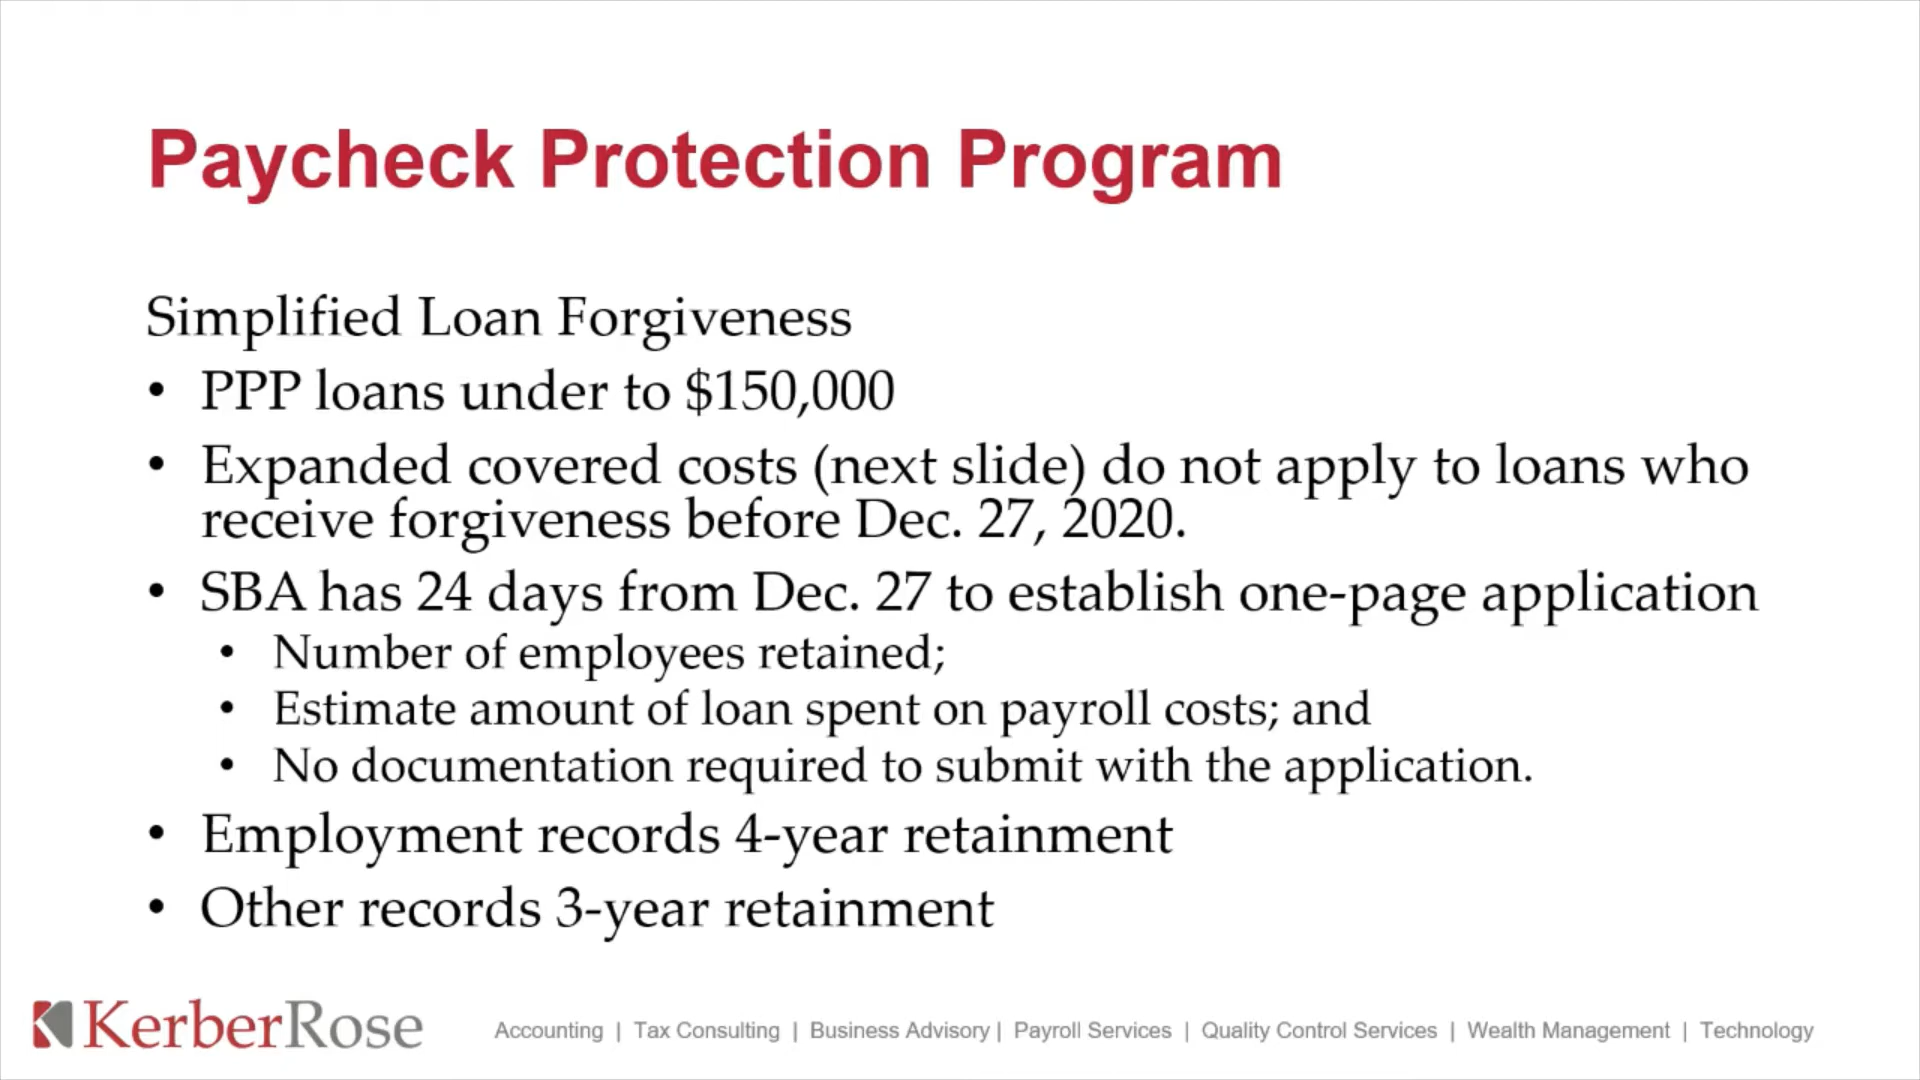 Paycheck Protection Program
Simplified Loan Forgiveness
• PPP loans under to $150,000
• Expanded covered costs (next slide) do not apply to loans who
receive forgiveness before Dec. 27, 2020.
• SBA has 24 days from Dec. 27 to establish one-page application
• Number of employees retained;
• Estimate amount of loan spent on payroll costs; and
• No documentation required to submit with the application.
• Employment records 4-year retainment
• Other records 3-year retainment
KerberRose
Accounting | Tax Consulting | Business Advisory | Payroll Services | Quality Control Services | Wealth Management | Technology